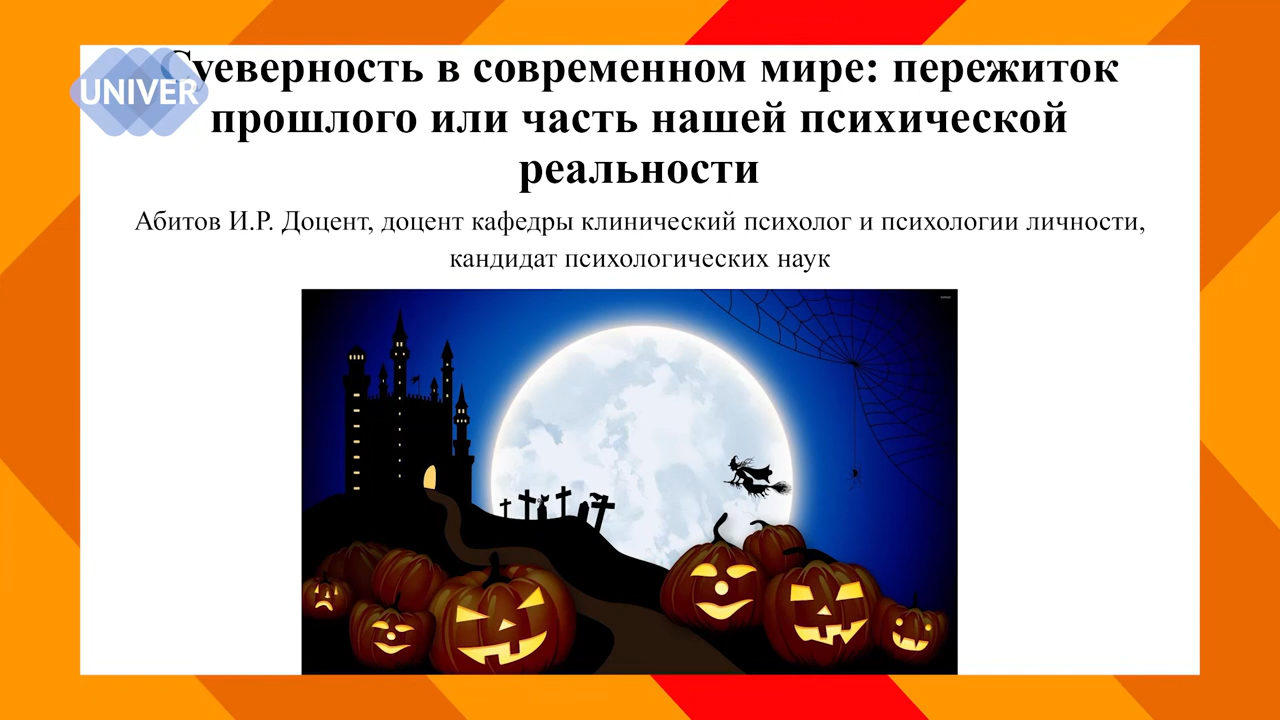 UNIVER
Суеверность в современном мире: пережиток
прошлого или часть нашей психической
реальности
Абитов И.Р. Доцент, доцент кафедры клинический психолог и психологии личности,
кандидат психологических наук